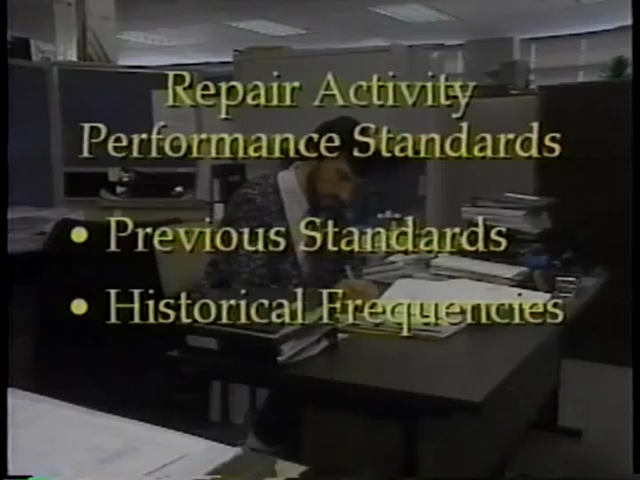 Repair Activity
Performance Standards
• Previous Standards
• Historical Frequencies